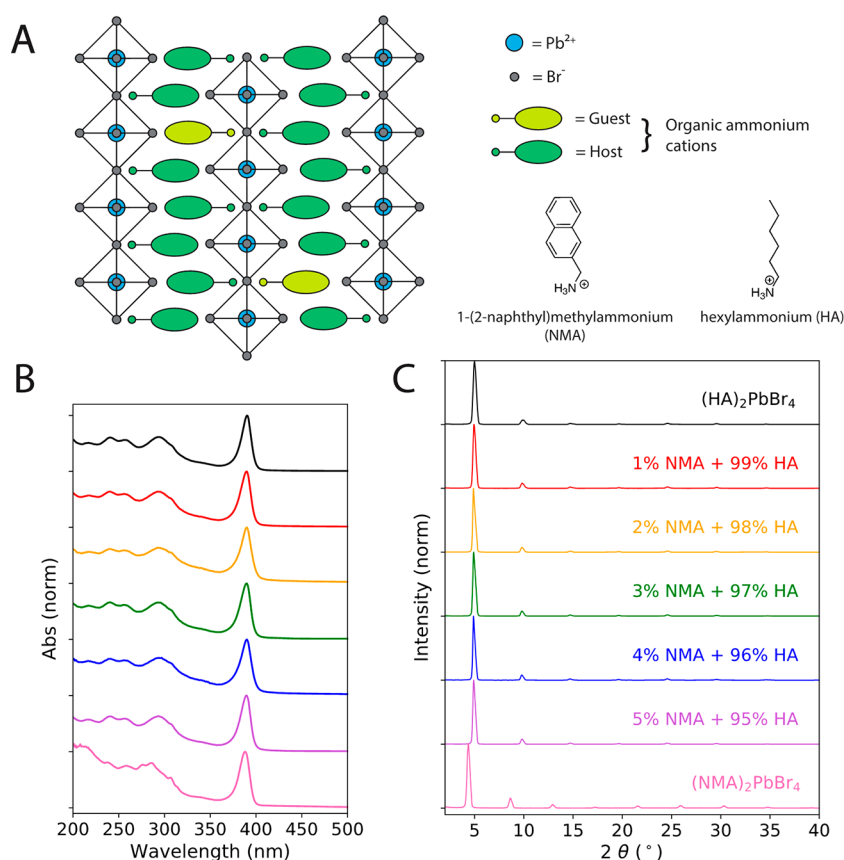 A
= Pb²⁺
= Br⁻
= Guest
= Host
}
Organic ammonium
cations
H₃N⊕
1-(2-naphthyl)methylammonium
(NMA)
H₃N⊕
hexylammonium (HA)
B
Abs (norm)
200 250 300 350 400 450 500
Wavelength (nm)
C
Intensity (norm)
(HA)₂PbBr₄
1% NMA + 99% HA
2% NMA + 98% HA
3% NMA + 97% HA
4% NMA + 96% HA
5% NMA + 95% HA
(NMA)₂PbBr₄
5 10 15 20 25 30 35 40
2 θ (°)